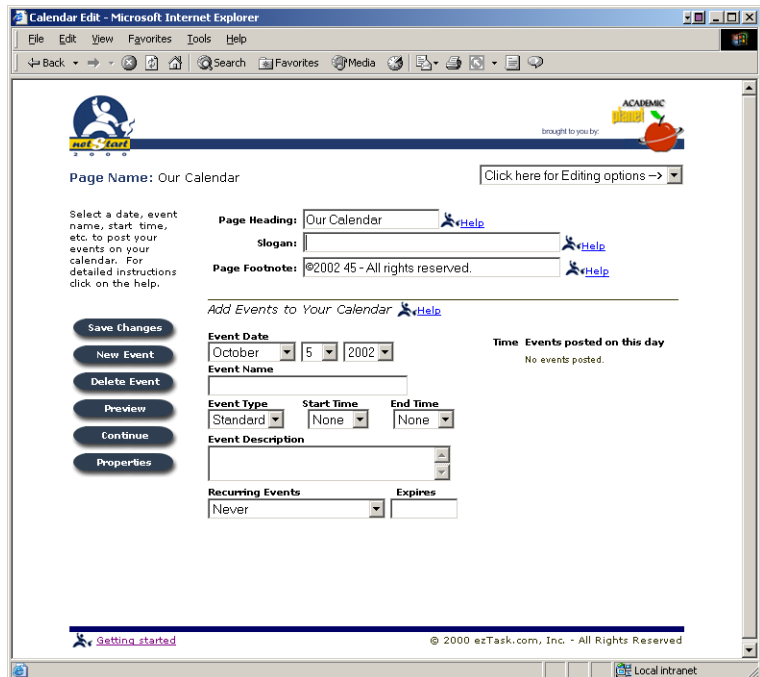 Calendar Edit - Microsoft Internet Explorer
File Edit View Favorites Tools Help
Back Search Favorites Media
ACADEMIC
planet
brought to you by:
netStart
2 0 0 0
Page Name: Our Calendar
Click here for Editing options -->
Select a date, event
name, start time,
etc. to post your
events on your
calendar. For
detailed instructions
click on the help.
Page Heading: Our Calendar Help
Slogan: Help
Page Footnote: ©2002 45 - All rights reserved. Help
Add Events to Your Calendar Help
Save Changes
New Event
Delete Event
Preview
Continue
Properties
Event Date
October 5 2002
Time Events posted on this day
No events posted.
Event Name
Event Type Start Time End Time
Standard None None
Event Description
Recurring Events Expires
Never
Getting started
© 2000 ezTask.com, Inc. - All Rights Reserved
Local intranet